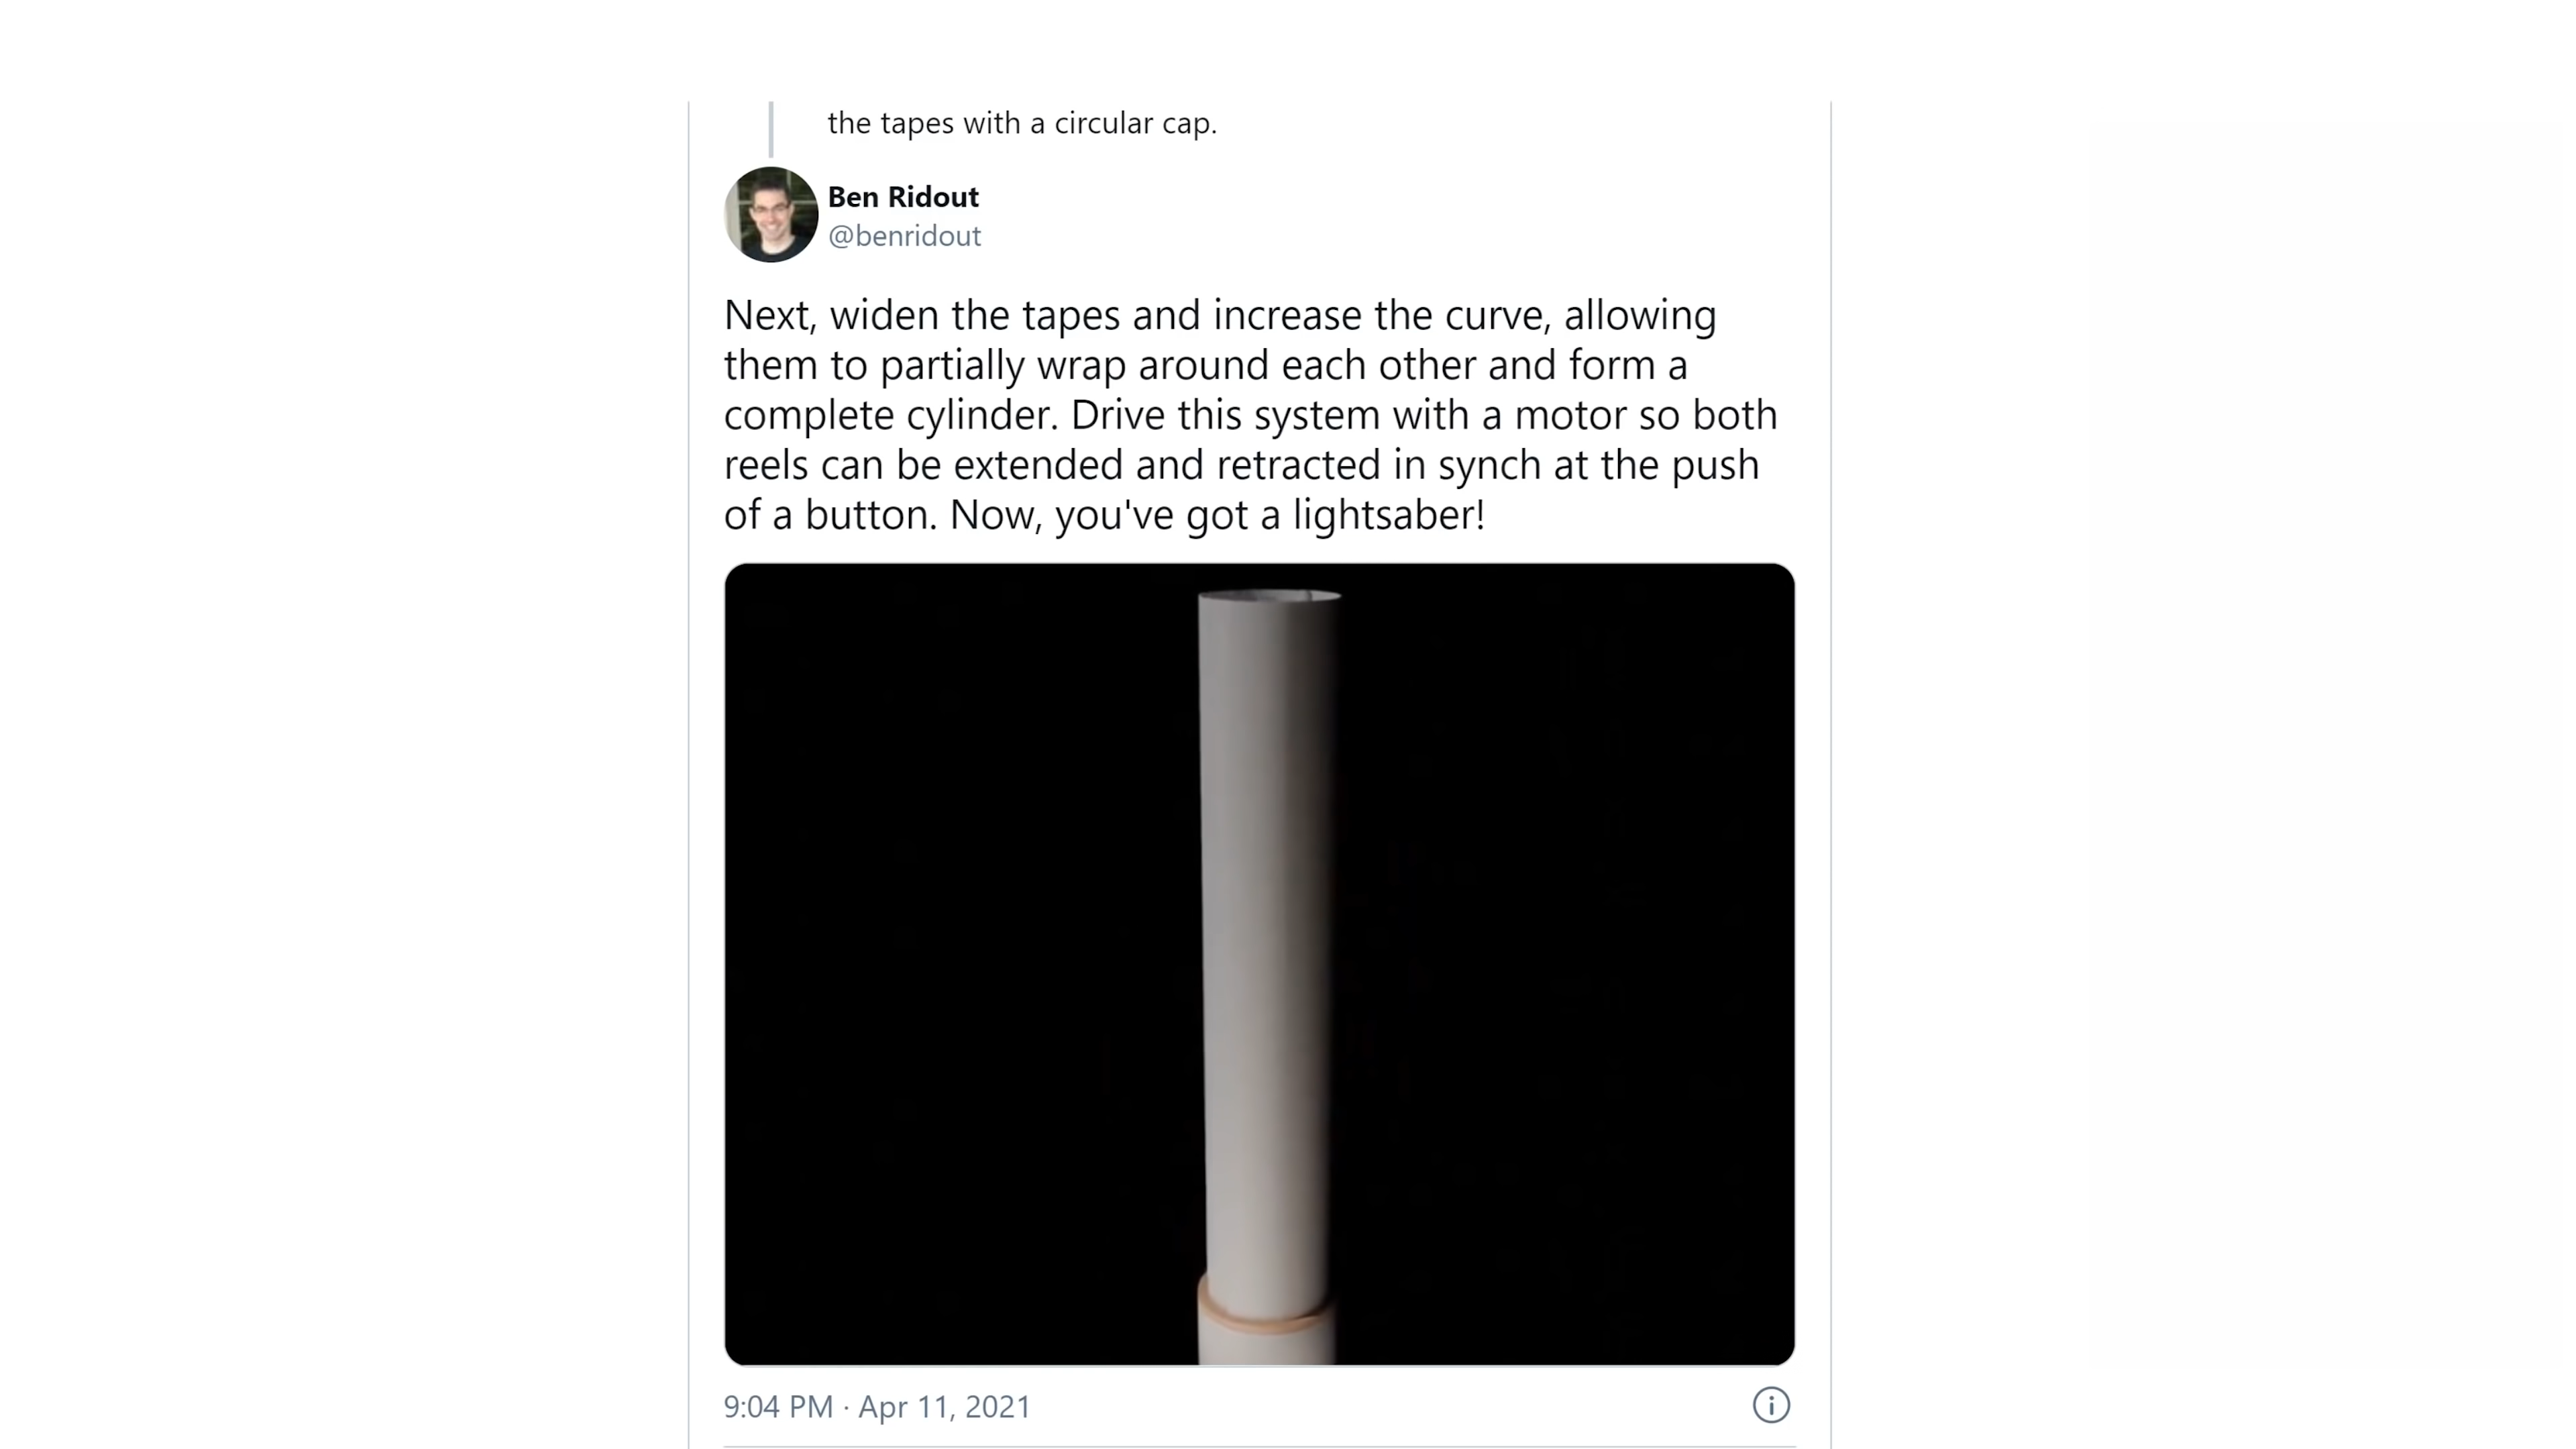 the tapes with a circular cap.
Ben Ridout
@benridout
Next, widen the tapes and increase the curve, allowing
them to partially wrap around each other and form a
complete cylinder. Drive this system with a motor so both
reels can be extended and retracted in synch at the push
of a button. Now, you've got a lightsaber!
9:04 PM · Apr 11, 2021